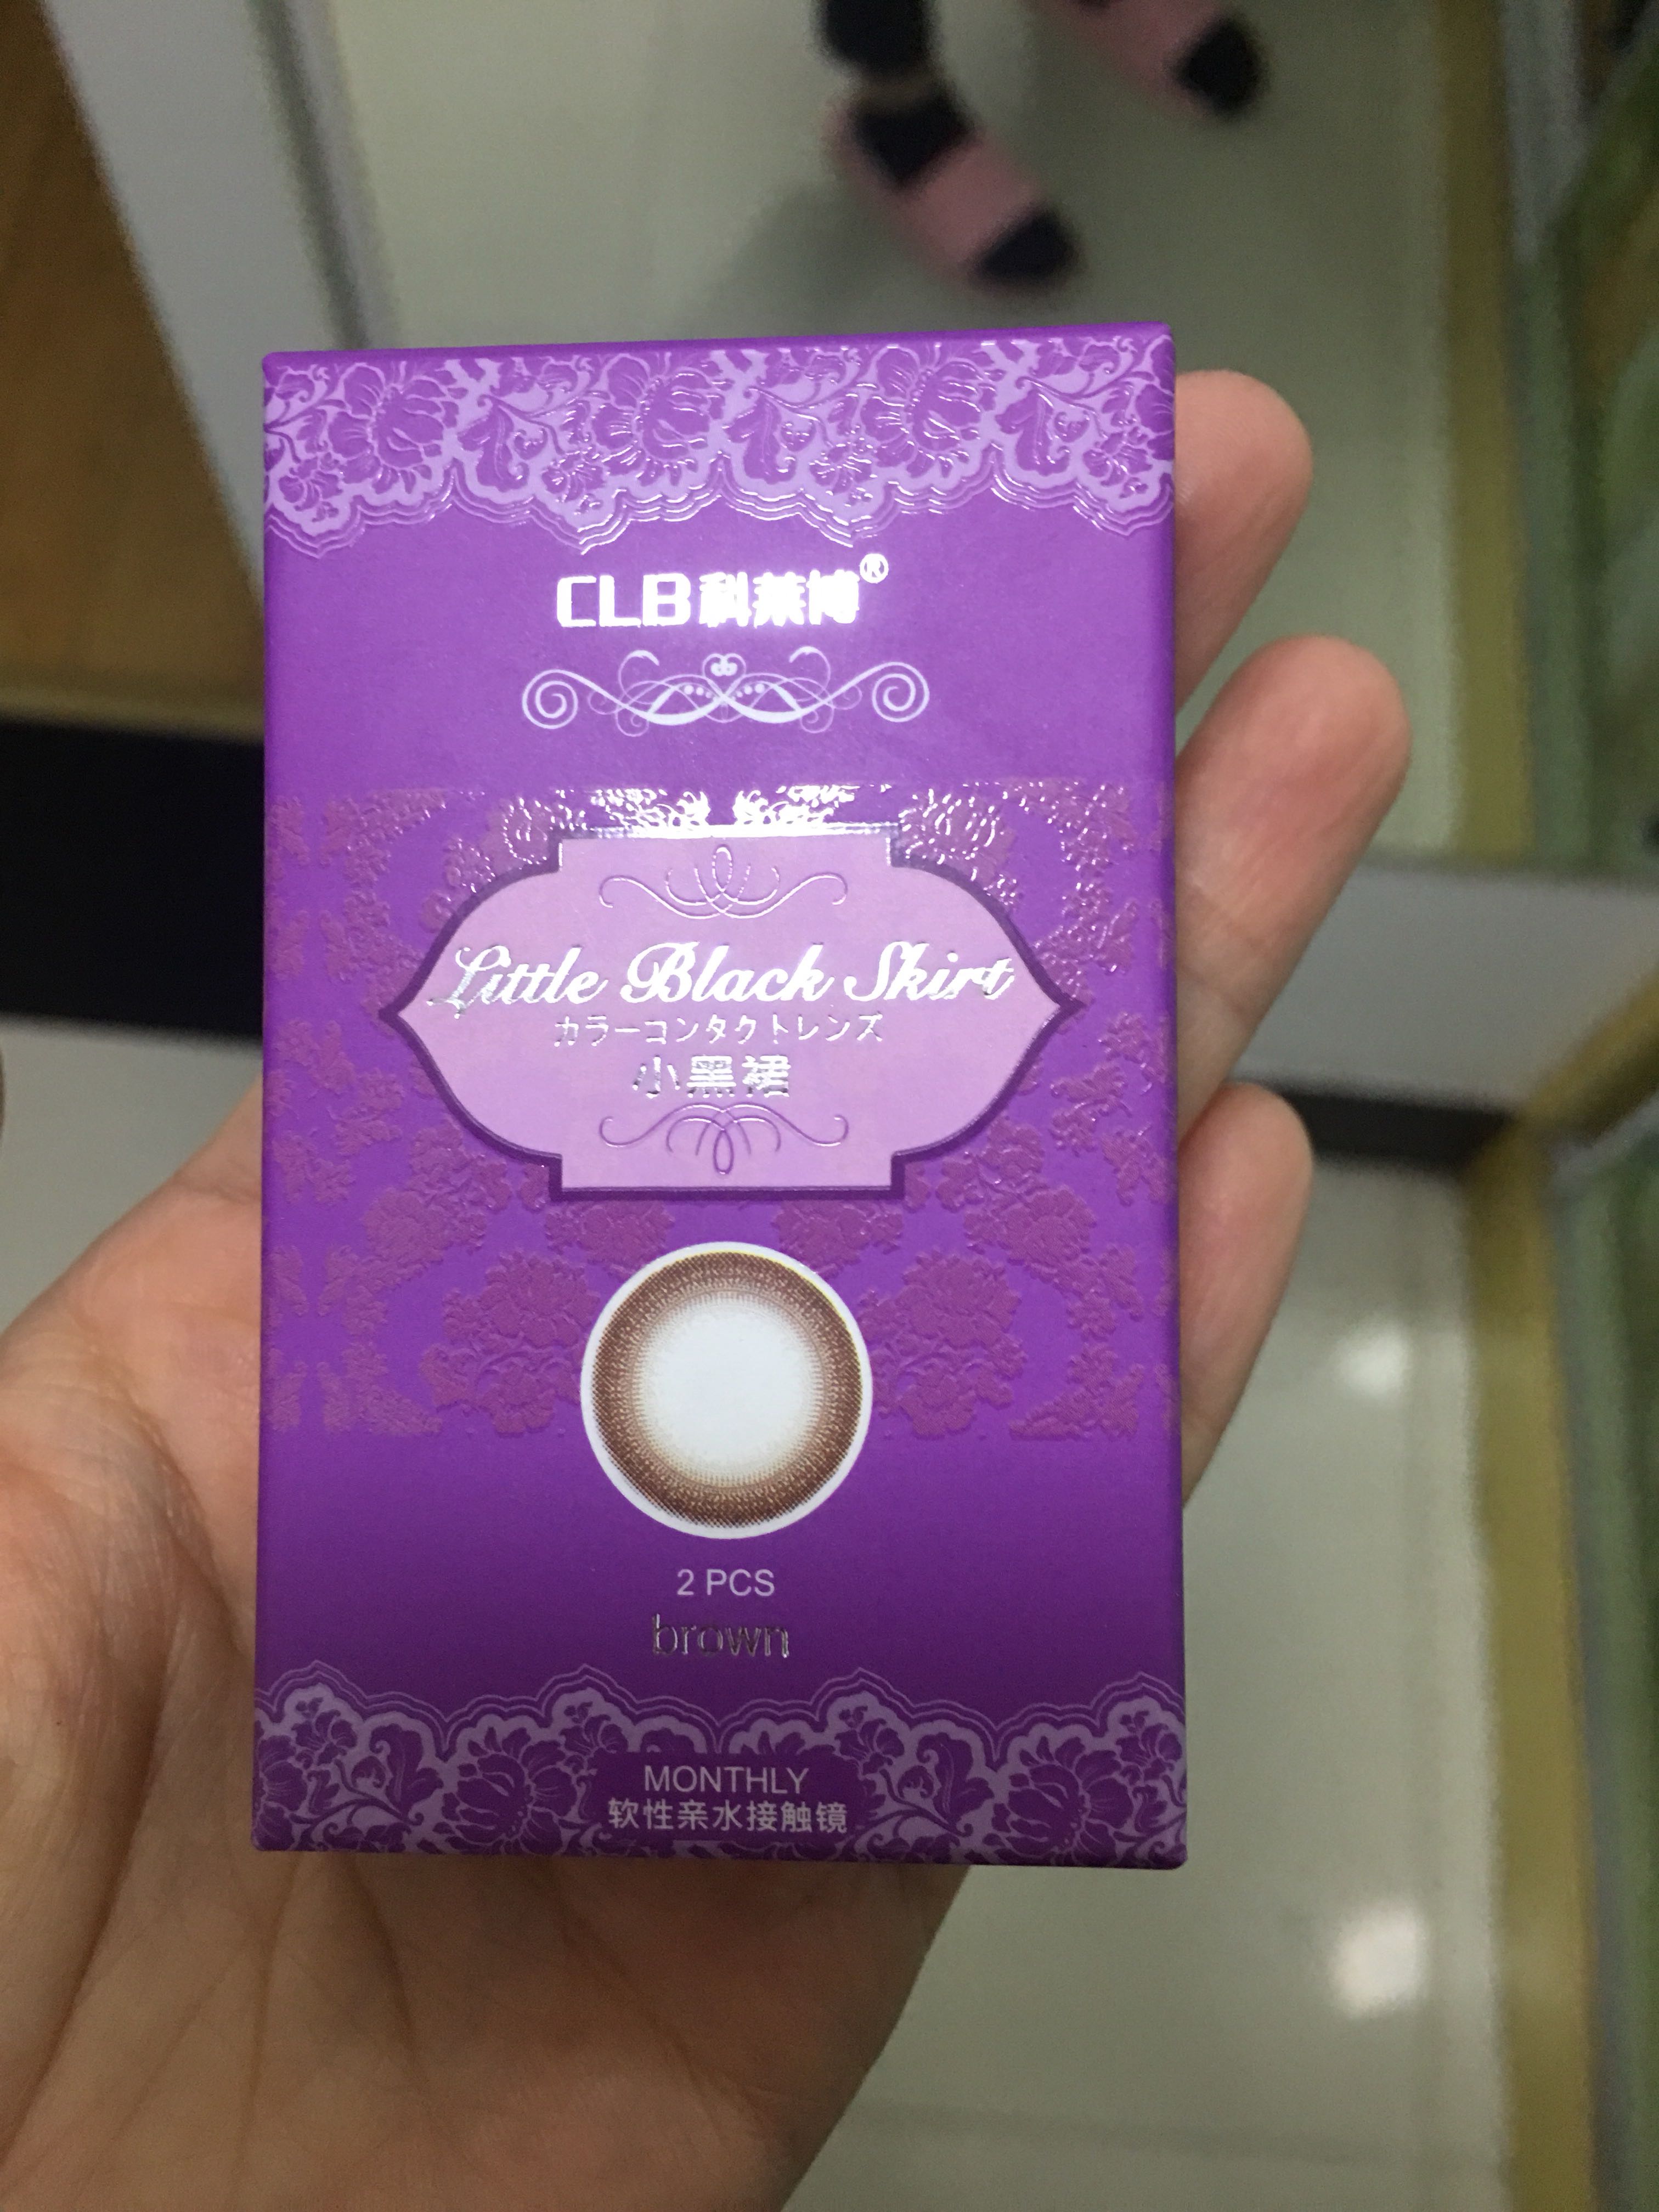 CLB科莱博®
Little Black Skirt
カラーコンタクトレンズ
小黑裙
2 PCS
brown
MONTHLY
软性亲水接触镜